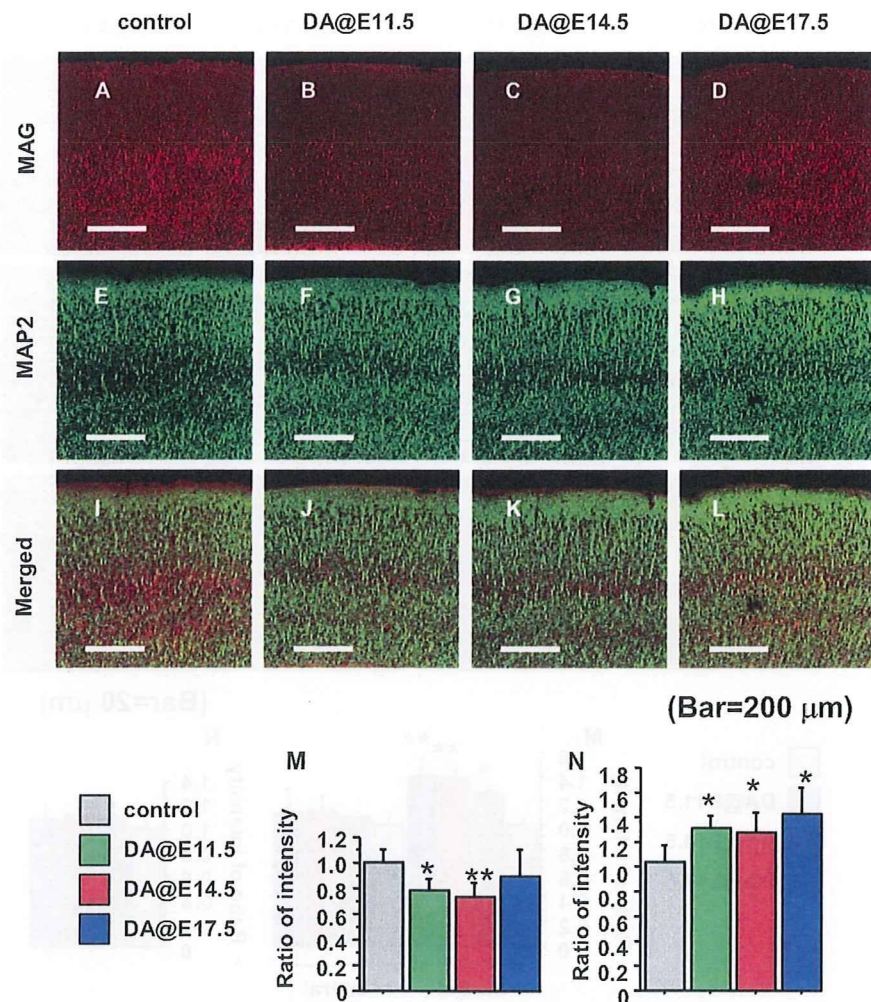 control DA@E11.5 DA@E14.5 DA@E17.5
MAG
A B C D
MAP2
E F G H
Merged
I J K L
(Bar=200 μm)
control
DA@E11.5
DA@E14.5
DA@E17.5
M
Ratio of intensity
1.2
1.0
0.8
0.6
0.4
0.2
0
* **
N
Ratio of intensity
1.8
1.6
1.4
1.2
1.0
0.8
0.6
0.4
0.2
0
* * *
(Bar=20 μm)